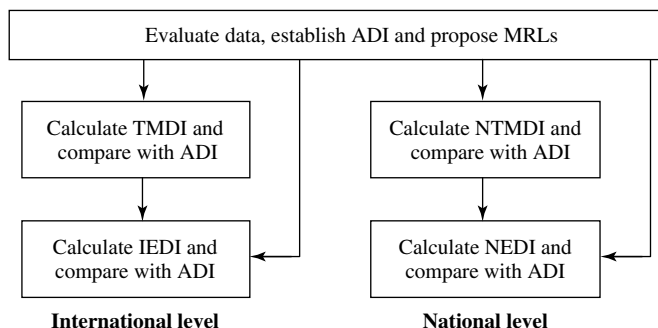 Evaluate data, establish ADI and propose MRLs
Calculate TMDI and
compare with ADI
Calculate NTMDI and
compare with ADI
Calculate IEDI and
compare with ADI
Calculate NEDI and
compare with ADI
International level
National level